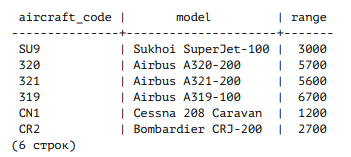 aircraft_code | model | range
---------------+---------------------+-------
SU9 | Sukhoi SuperJet-100 | 3000
320 | Airbus A320-200 | 5700
321 | Airbus A321-200 | 5600
319 | Airbus A319-100 | 6700
CN1 | Cessna 208 Caravan | 1200
CR2 | Bombardier CRJ-200 | 2700
(6 строк)